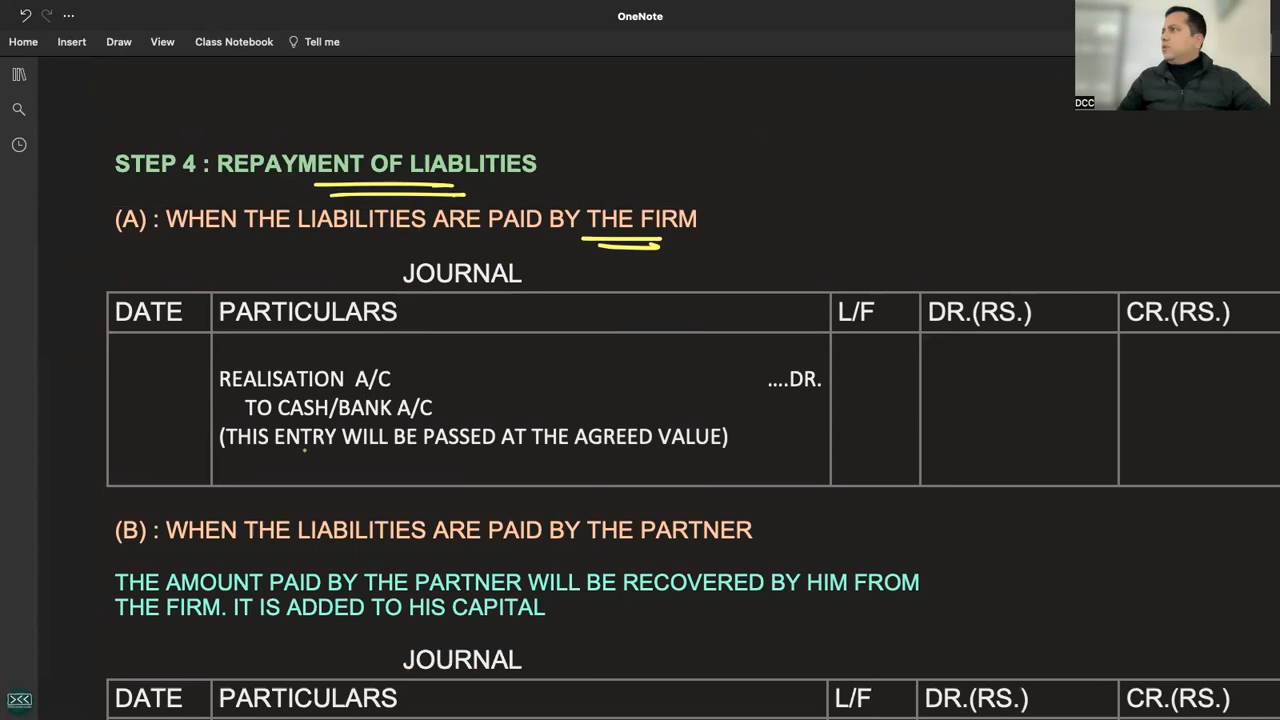 OneNote
Home Insert Draw View Class Notebook Tell me
DCC
STEP 4 : REPAYMENT OF LIABLITIES
(A) : WHEN THE LIABILITIES ARE PAID BY THE FIRM
JOURNAL
DATE PARTICULARS L/F DR.(RS.) CR.(RS.)
REALISATION A/C ....DR.
TO CASH/BANK A/C
(THIS ENTRY WILL BE PASSED AT THE AGREED VALUE)
(B) : WHEN THE LIABILITIES ARE PAID BY THE PARTNER
THE AMOUNT PAID BY THE PARTNER WILL BE RECOVERED BY HIM FROM
THE FIRM. IT IS ADDED TO HIS CAPITAL
JOURNAL
DATE PARTICULARS L/F DR.(RS.) CR.(RS.)